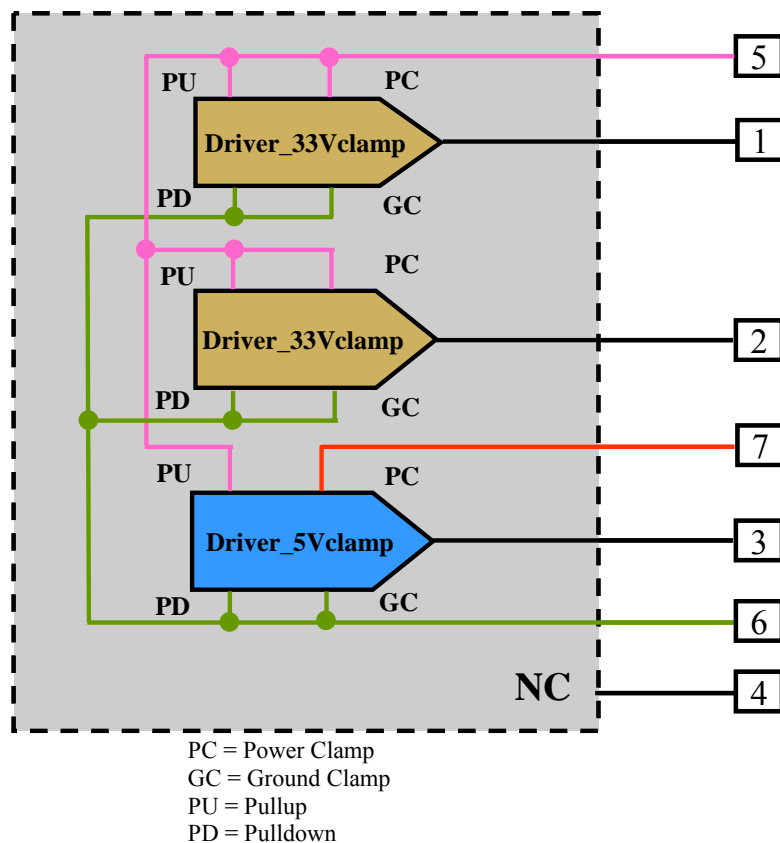 5
PU
PC
Driver_33Vclamp
1
PD
GC
PU
PC
Driver_33Vclamp
2
PD
GC
7
PU
PC
Driver_5Vclamp
3
PD
GC
6
NC
4
PC = Power Clamp
GC = Ground Clamp
PU = Pullup
PD = Pulldown